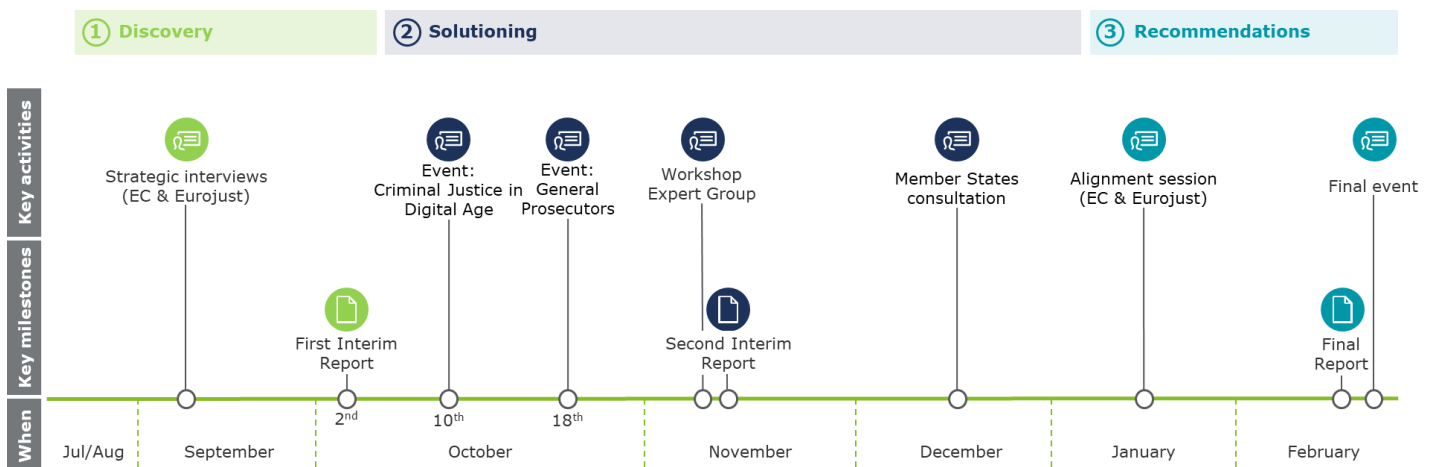 1 Discovery
2 Solutioning
3 Recommendations
Key activities
Strategic interviews
(EC & Eurojust)
Event:
Criminal Justice in
Digital Age
Event:
General
Prosecutors
Workshop
Expert Group
Member States
consultation
Alignment session
(EC & Eurojust)
Final event
Key milestones
First Interim
Report
Second Interim
Report
Final
Report
When
2nd
10th
18th
Jul/Aug
September
October
November
December
January
February